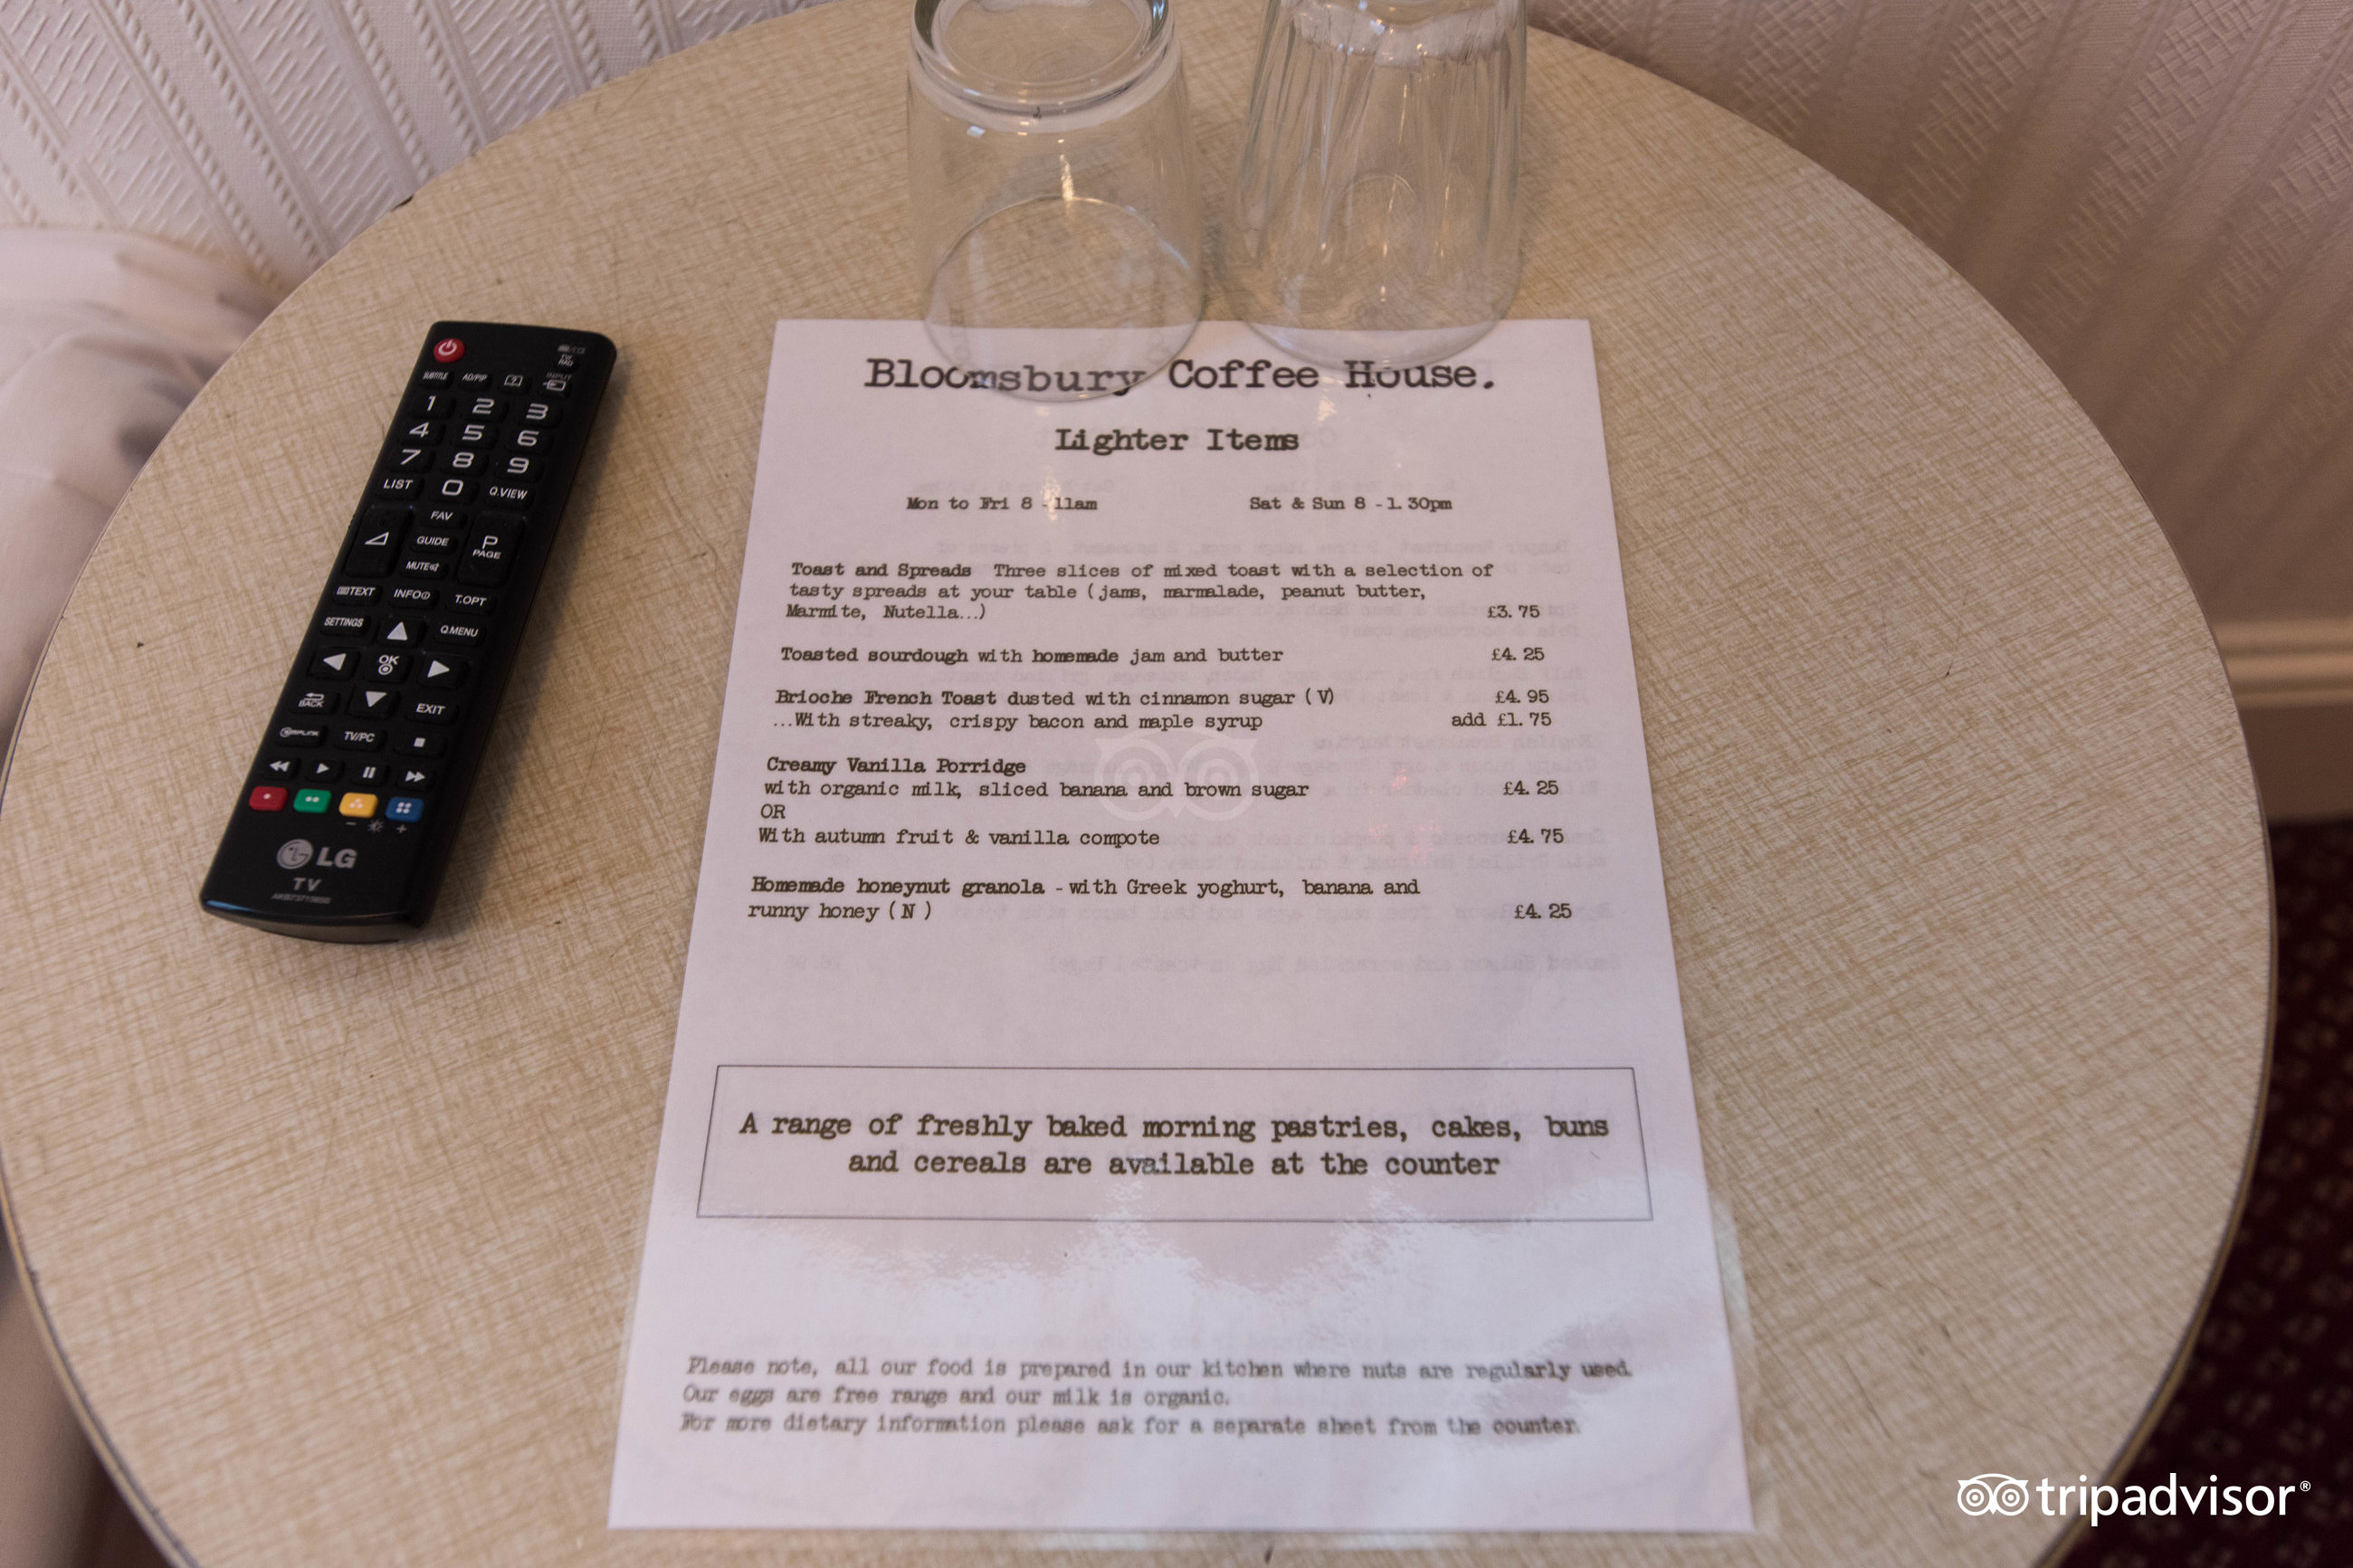 Bloomsbury Coffee House.
Lighter Items
Mon to Fri 8 - 11am Sat & Sun 8 - 1.30pm
Toast and Spreads Three slices of mixed toast with a selection of
tasty spreads at your table (jams, marmalade, peanut butter,
Marmite, Nutella...) £3.75
Toasted sourdough with homemade jam and butter £4.25
Brioche French Toast dusted with cinnamon sugar (V) £4.95
...With streaky, crispy bacon and maple syrup add £1.75
Creamy Vanilla Porridge
with organic milk, sliced banana and brown sugar £4.25
OR
With autumn fruit & vanilla compote £4.75
Homemade honeynut granola - with Greek yoghurt, banana and
runny honey (N) £4.25
A range of freshly baked morning pastries, cakes, buns
and cereals are available at the counter
Please note, all our food is prepared in our kitchen where nuts are regularly used.
Our eggs are free range and our milk is organic.
For more dietary information please ask for a separate sheet from the counter.
TV
RAD
SUBTITLE AD/PIP INPUT
1 2 3
4 5 6
7 8 9
LIST 0 Q.VIEW
FAV
GUIDE P
PAGE
MUTE
TEXT INFO T.OPT
SETTINGS Q.MENU
OK
BACK EXIT
SIMPLINK TV/PC
LG
TV
tripadvisor®